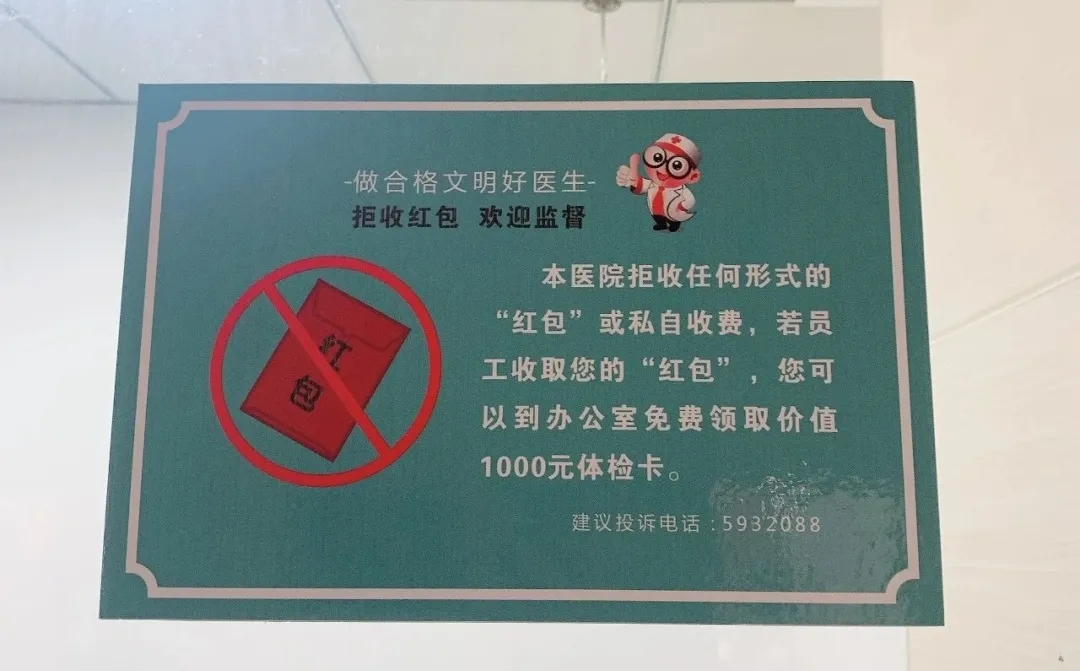 -做合格文明好医生-
拒收红包 欢迎监督
红
包
本医院拒收任何形式的
“红包”或私自收费，若员
工收取您的“红包”，您可
以到办公室免费领取价值
1000元体检卡。
建议投诉电话：5932088